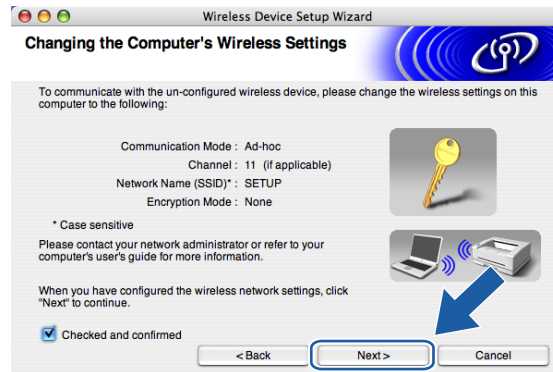 Wireless Device Setup Wizard
Changing the Computer's Wireless Settings
To communicate with the un-configured wireless device, please change the wireless settings on this
computer to the following:
Communication Mode : Ad-hoc
Channel : 11 (if applicable)
Network Name (SSID)* : SETUP
Encryption Mode : None
* Case sensitive
Please contact your network administrator or refer to your
computer's user's guide for more information.
When you have configured the wireless network settings, click
"Next" to continue.
Checked and confirmed
< Back Next > Cancel